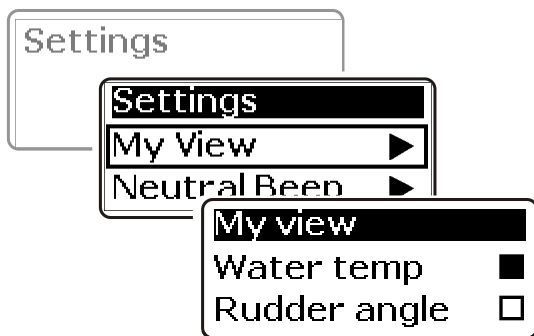 Settings
Settings
My View
Neutral Beep
My view
Water temp
Rudder angle